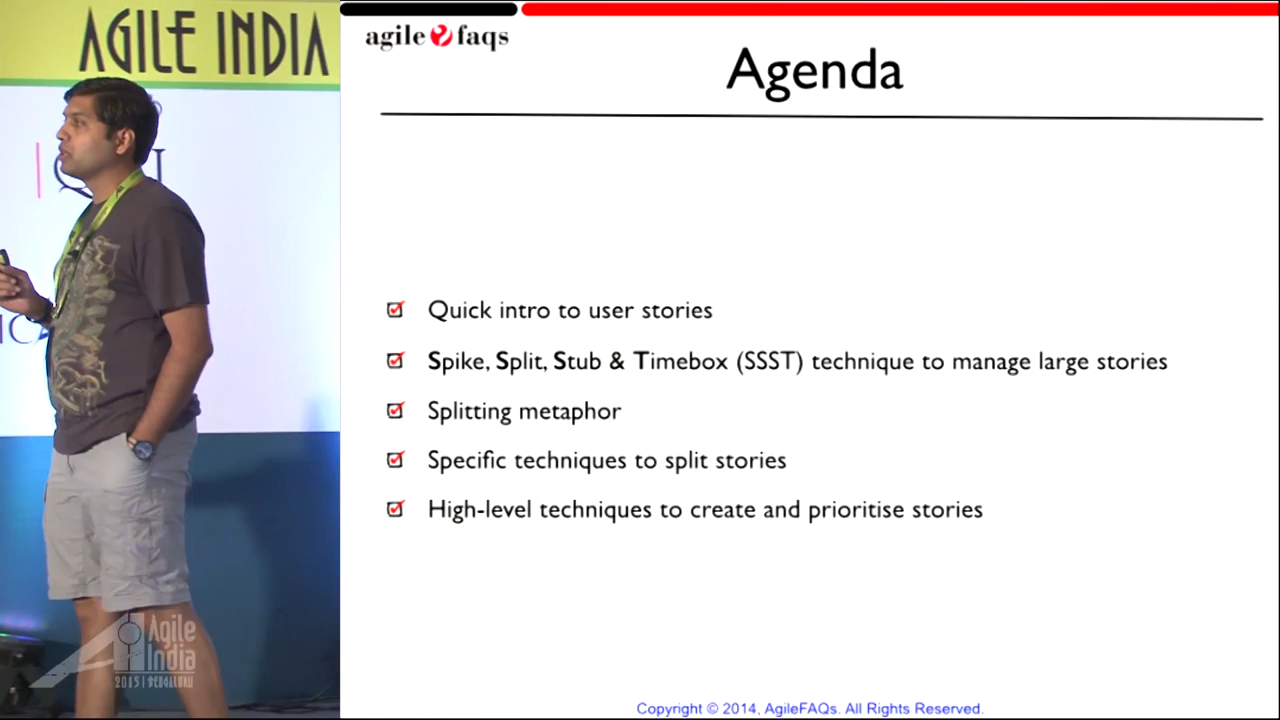 AGILE INDIA
agile faqs
Agenda
Quick intro to user stories
Spike, Split, Stub & Timebox (SSST) technique to manage large stories
Splitting metaphor
Specific techniques to split stories
High-level techniques to create and prioritise stories
Agile
India
2015 | BENGALURU
Copyright © 2014, AgileFAQs. All Rights Reserved.